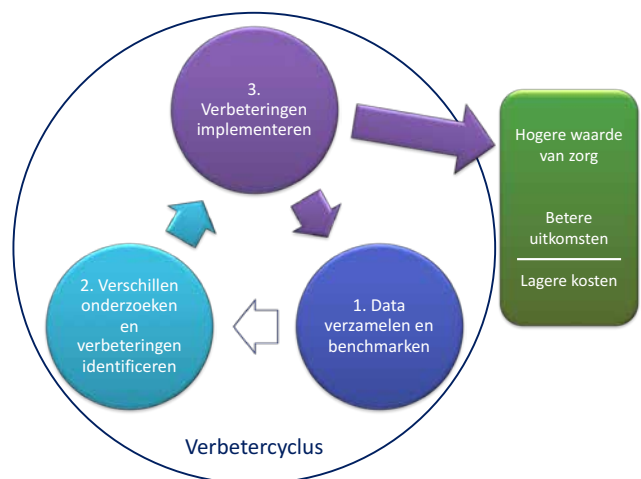 3.
Verbeteringen
implementeren
Hogere waarde
van zorg
Betere
uitkomsten
Lagere kosten
2. Verschillen
onderzoeken
en
verbeteringen
identificeren
1. Data
verzamelen en
benchmarken
Verbetercyclus